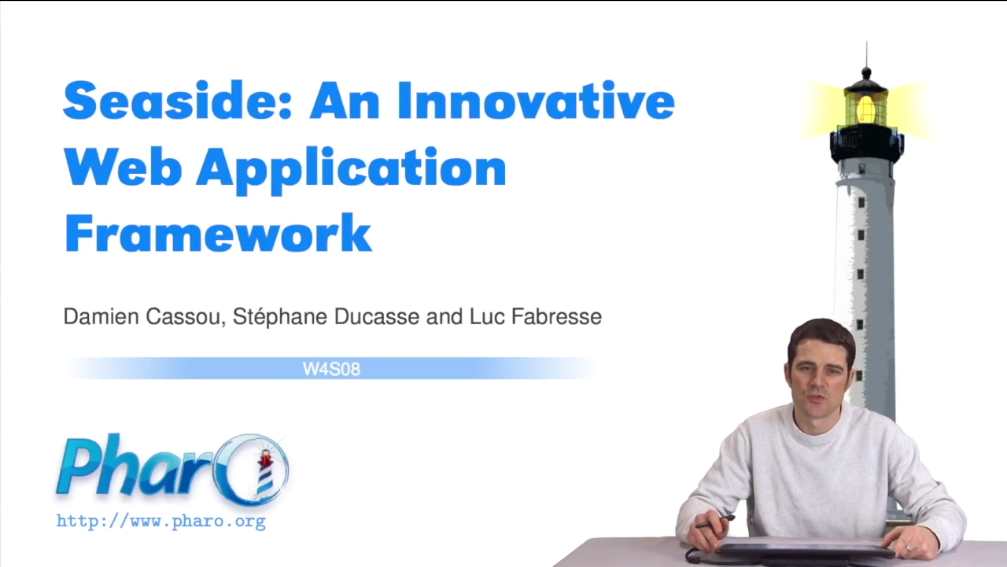 Seaside: An Innovative
Web Application
Framework
Damien Cassou, Stéphane Ducasse and Luc Fabresse
W4S08
Pharo
http://www.pharo.org